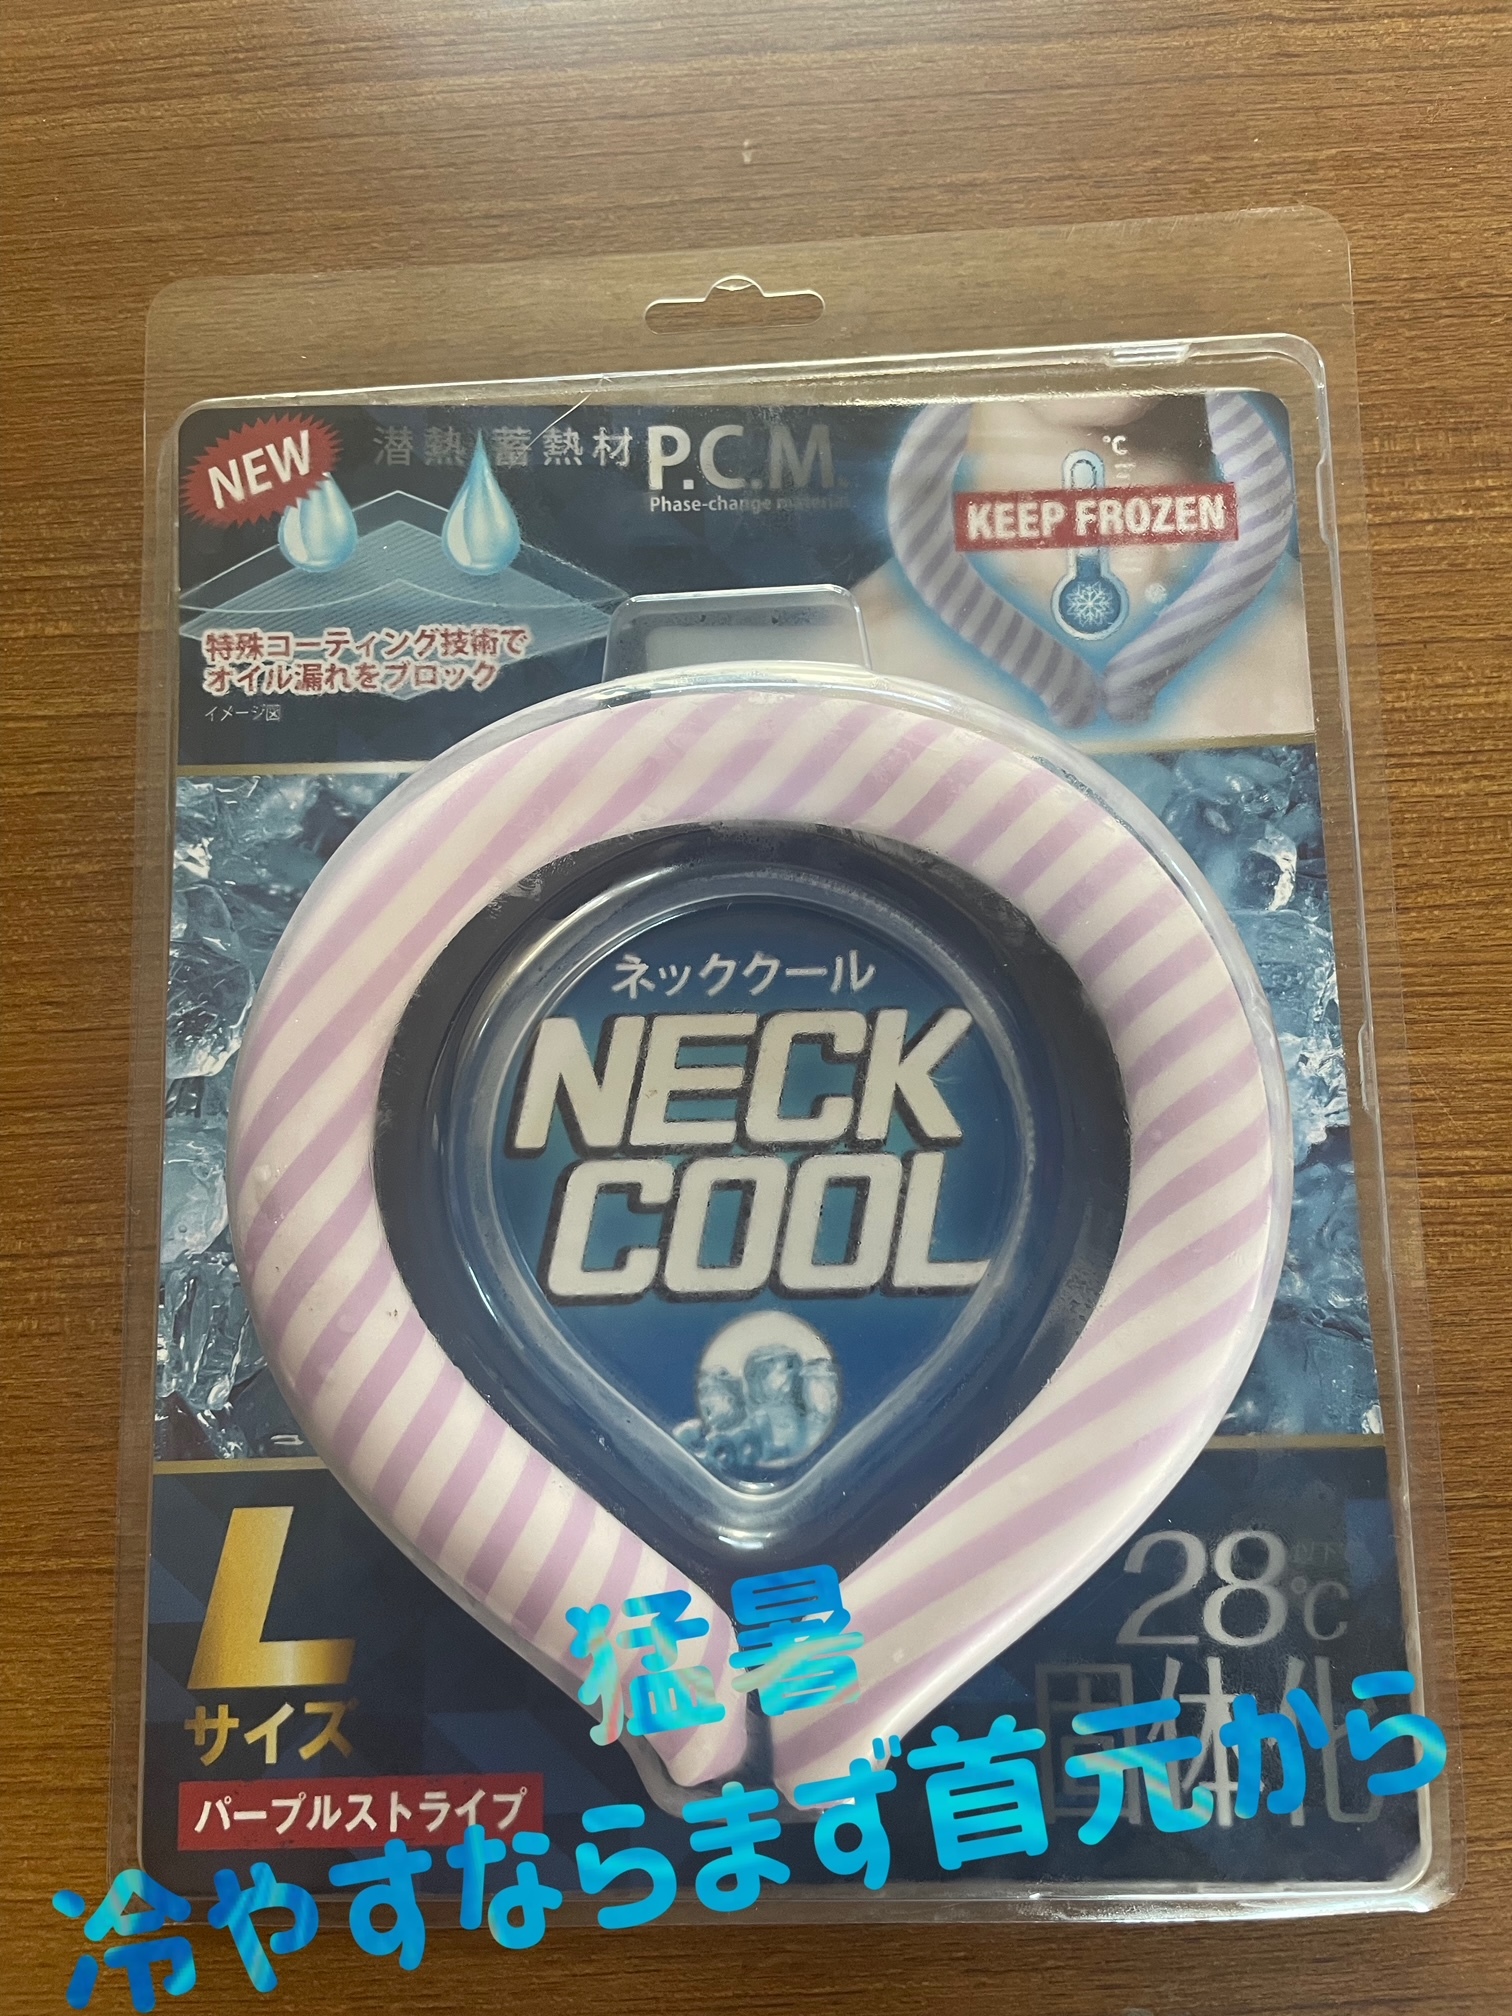 NEW
潜熱蓄熱材 P.C.M.
Phase-change material
℃
KEEP FROZEN
特殊コーティング技術で
オイル漏れをブロック
イメージ図
ネッククール
NECK
COOL
L
サイズ
パープルストライプ
28℃
以下
固体化
猛暑
冷やすならまず首元から